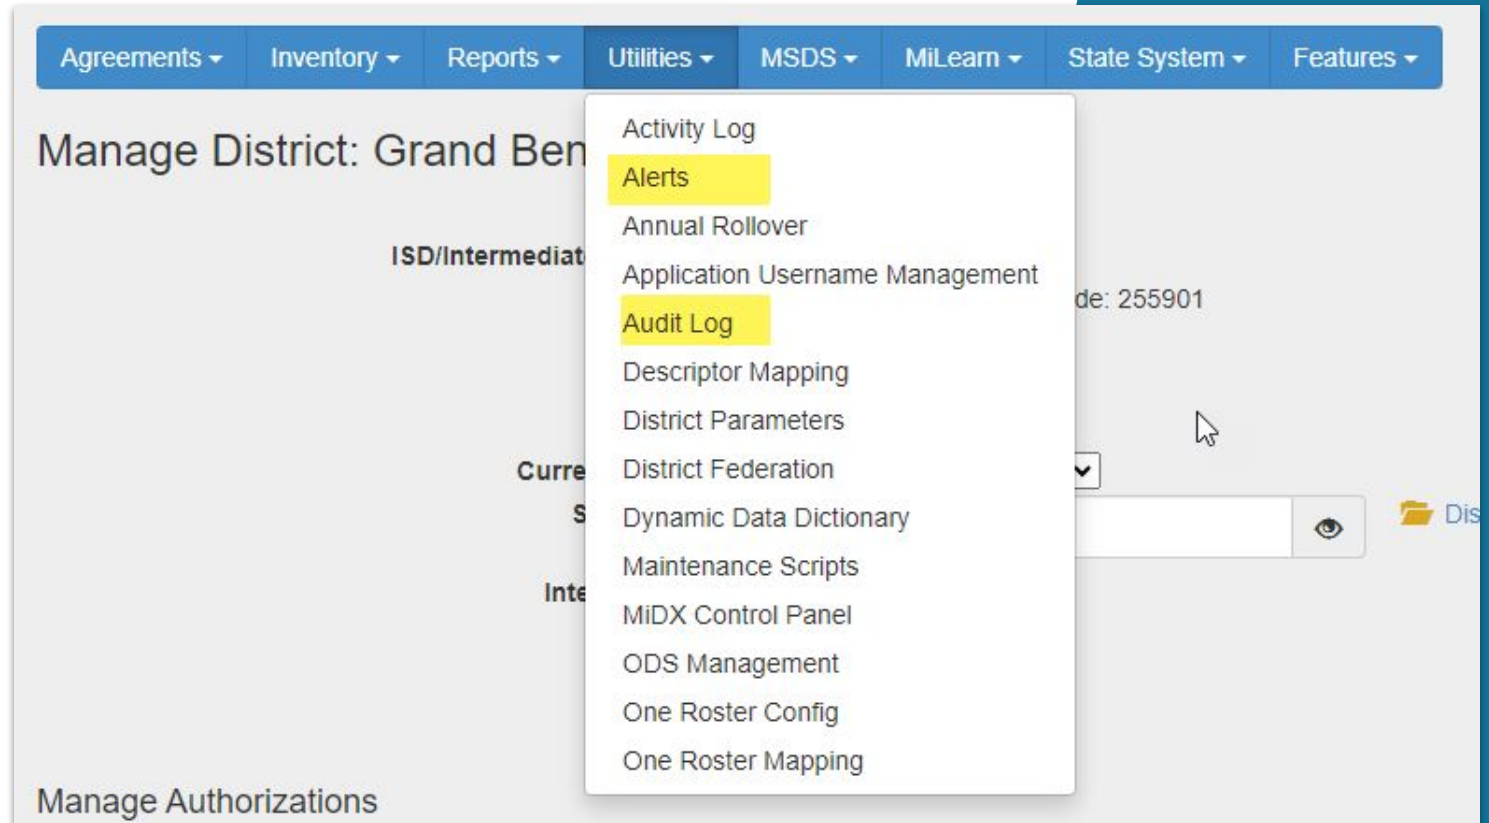 Agreements Inventory Reports Utilities MSDS MiLearn State System Features
Manage District: Grand Ben
Activity Log
Alerts
Annual Rollover
ISD/Intermediat
Application Username Management
de: 255901
Audit Log
Descriptor Mapping
District Parameters
Curre
District Federation
S
Dynamic Data Dictionary
Dis
Maintenance Scripts
Inte
MiDX Control Panel
ODS Management
One Roster Config
One Roster Mapping
Manage Authorizations